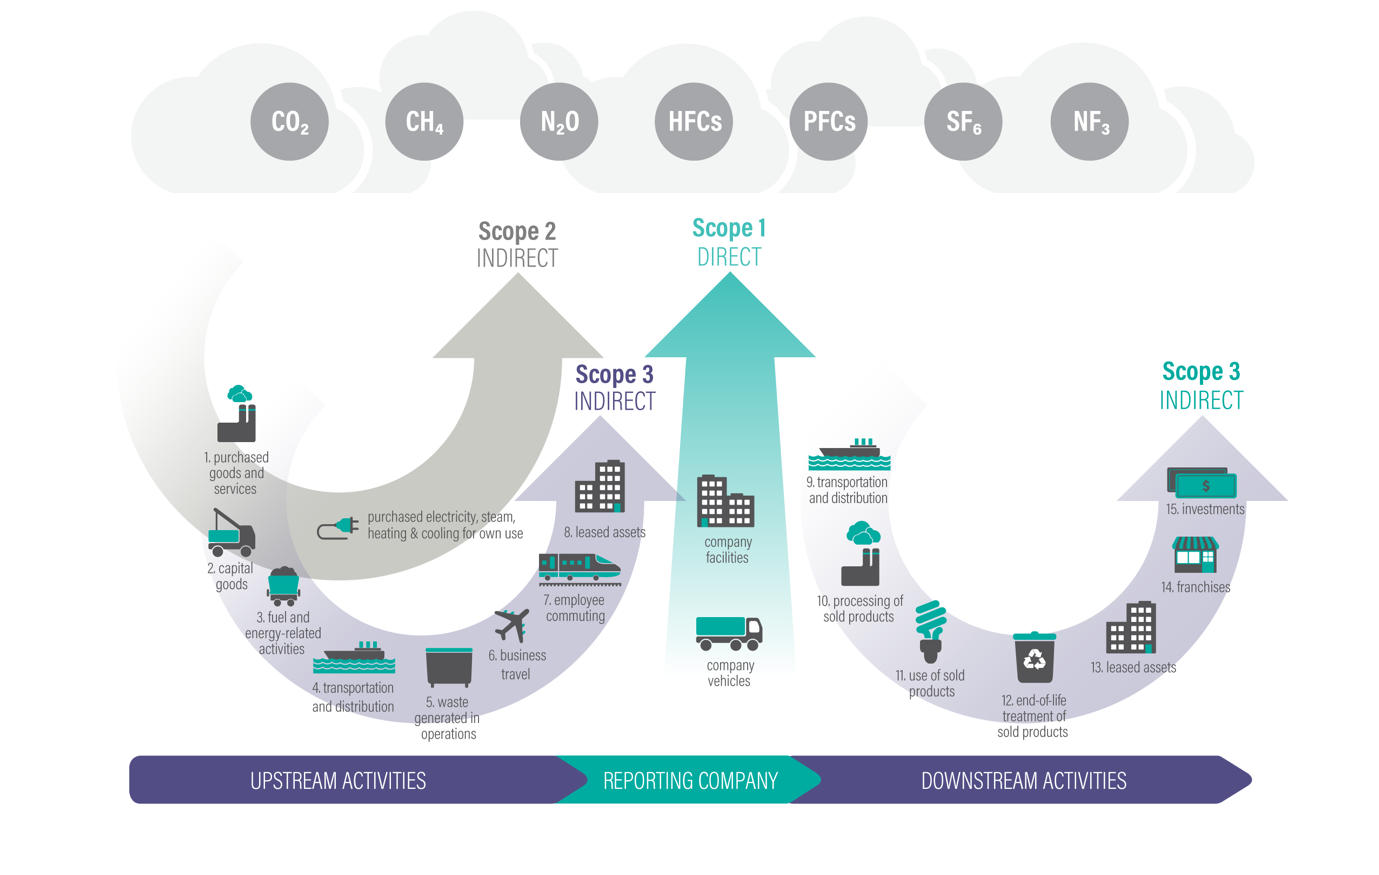 CO₂
CH₄
N₂O
HFCs
PFCs
SF₆
NF₃
Scope 2
INDIRECT
Scope 1
DIRECT
Scope 3
INDIRECT
Scope 3
INDIRECT
1. purchased
goods and
services
2. capital
goods
3. fuel and
energy-related
activities
4. transportation
and distribution
5. waste
generated in
operations
6. business
travel
7. employee
commuting
8. leased assets
purchased electricity, steam,
heating & cooling for own use
company
facilities
company
vehicles
9. transportation
and distribution
10. processing of
sold products
11. use of sold
products
12. end-of-life
treatment of
sold products
13. leased assets
14. franchises
$
15. investments
UPSTREAM ACTIVITIES
REPORTING COMPANY
DOWNSTREAM ACTIVITIES